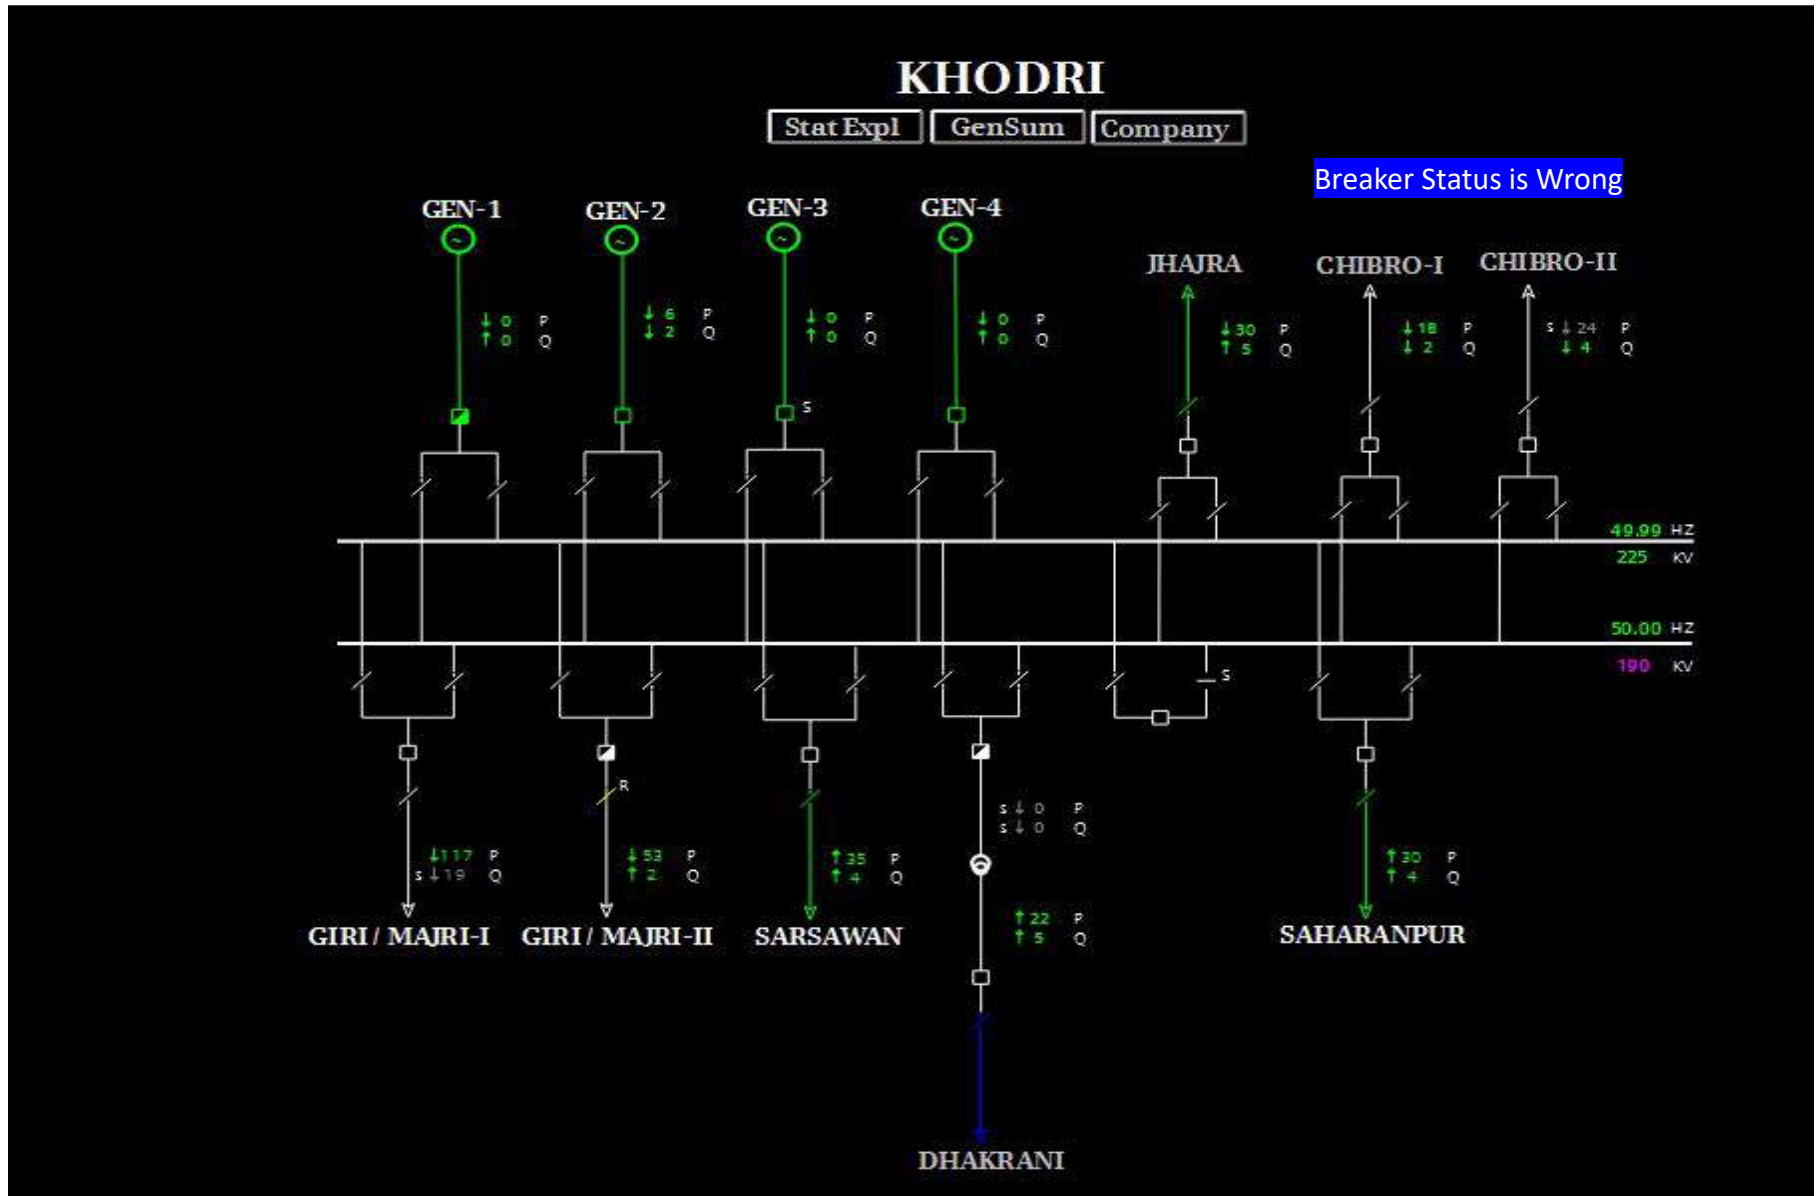 KHODRI
Stat Expl GenSum Company
Breaker Status is Wrong
GEN-1 GEN-2 GEN-3 GEN-4
JHAJRA CHIBRO-I CHIBRO-II
↓ 0 P
↑ 0 Q
↓ 6 P
↓ 2 Q
↓ 0 P
↑ 0 Q
↓ 0 P
↑ 0 Q
↓ 30 P
↑ 5 Q
↓ 18 P
↓ 2 Q
S ↓ 24 P
↓ 4 Q
S
49.99 HZ
225 KV
50.00 HZ
190 KV
S
R
S ↓ 0 P
S ↓ 0 Q
↓ 117 P
S ↓ 19 Q
↓ 53 P
↑ 2 Q
↑ 35 P
↑ 4 Q
↑ 30 P
↑ 4 Q
↑ 22 P
↑ 5 Q
GIRI / MAJRI-I GIRI / MAJRI-II SARSAWAN SAHARANPUR
DHAKRANI